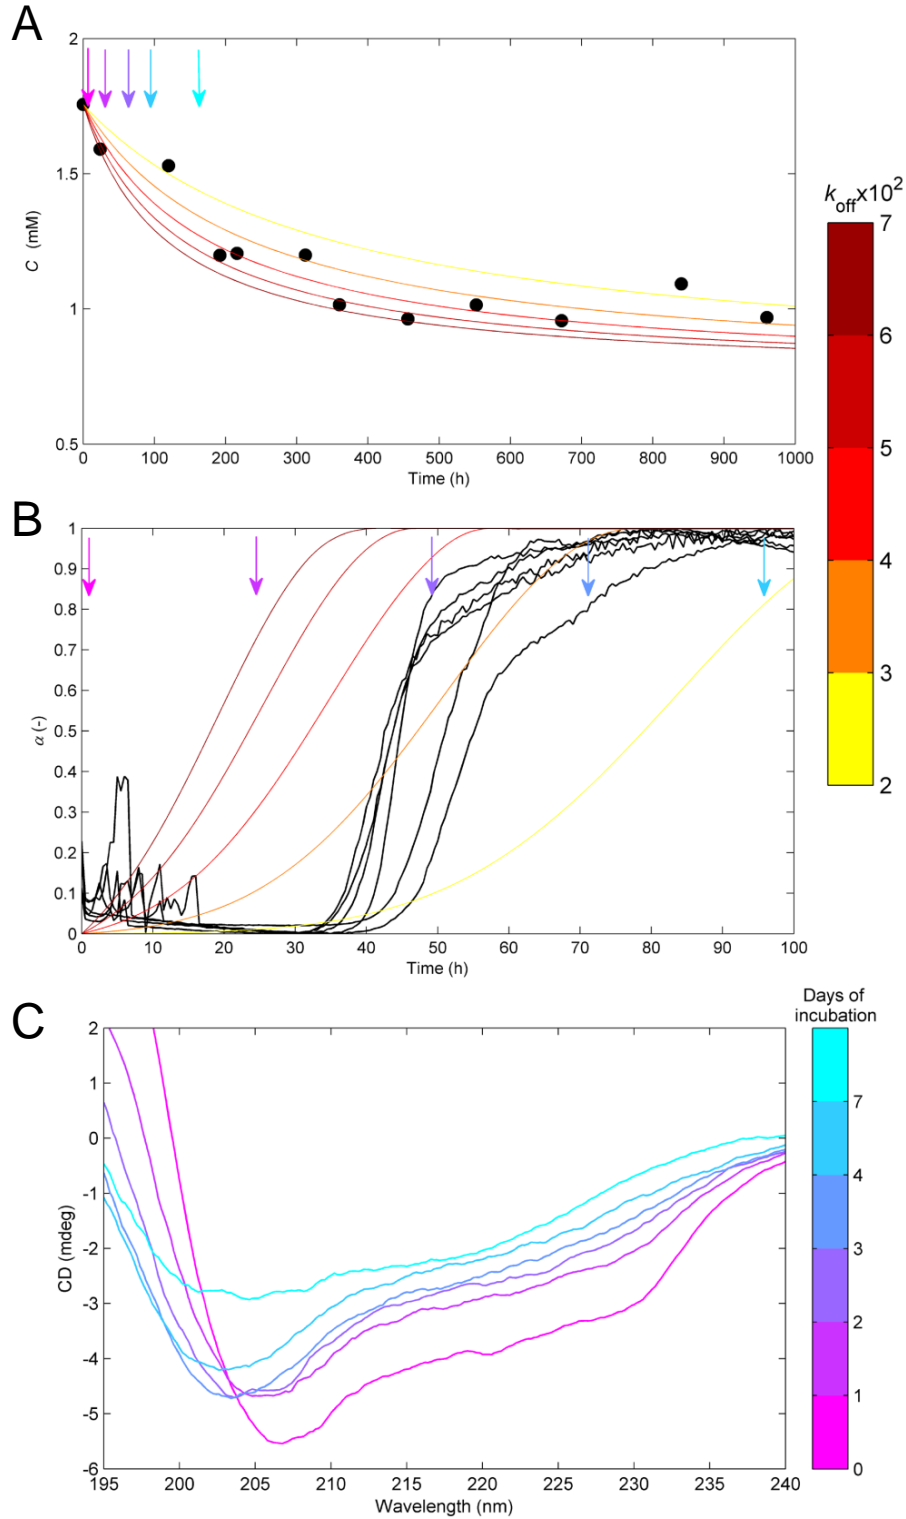 A
2
1.5
1
0.5
C (mM)
0 100 200 300 400 500 600 700 800 900 1000
Time (h)
koffx10²
7
6
5
4
3
2
B
1
0.9
0.8
0.7
0.6
0.5
0.4
0.3
0.2
0.1
0
α (-)
0 10 20 30 40 50 60 70 80 90 100
Time (h)
C
2
1
0
-1
-2
-3
-4
-5
-6
CD (mdeg)
195 200 205 210 215 220 225 230 235 240
Wavelength (nm)
Days of
incubation
7
4
3
2
1
0